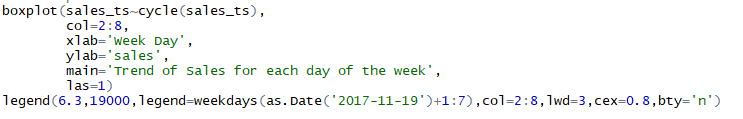 boxplot(sales_ts~cycle(sales_ts),
col=2:8,
xlab='Week Day',
ylab='sales',
main='Trend of Sales for each day of the week',
las=1)
legend(6.3,19000,legend=weekdays(as.Date('2017-11-19')+1:7),col=2:8,lwd=3,cex=0.8,bty='n')